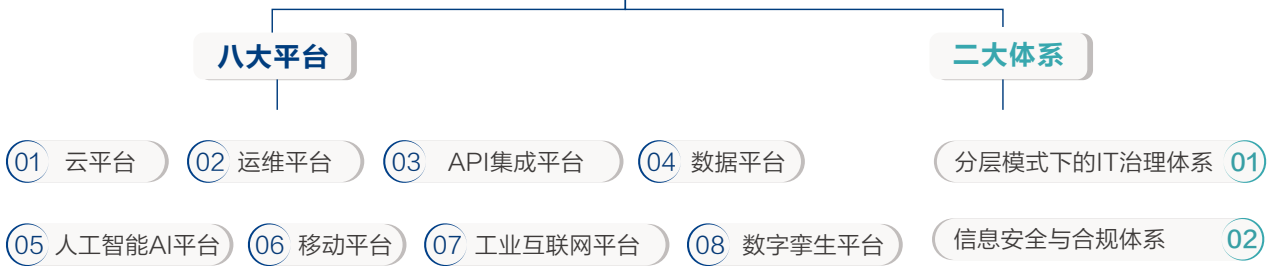 八大平台
二大体系
01 云平台
02 运维平台
03 API集成平台
04 数据平台
分层模式下的IT治理体系 01
05 人工智能AI平台
06 移动平台
07 工业互联网平台
08 数字孪生平台
信息安全与合规体系 02